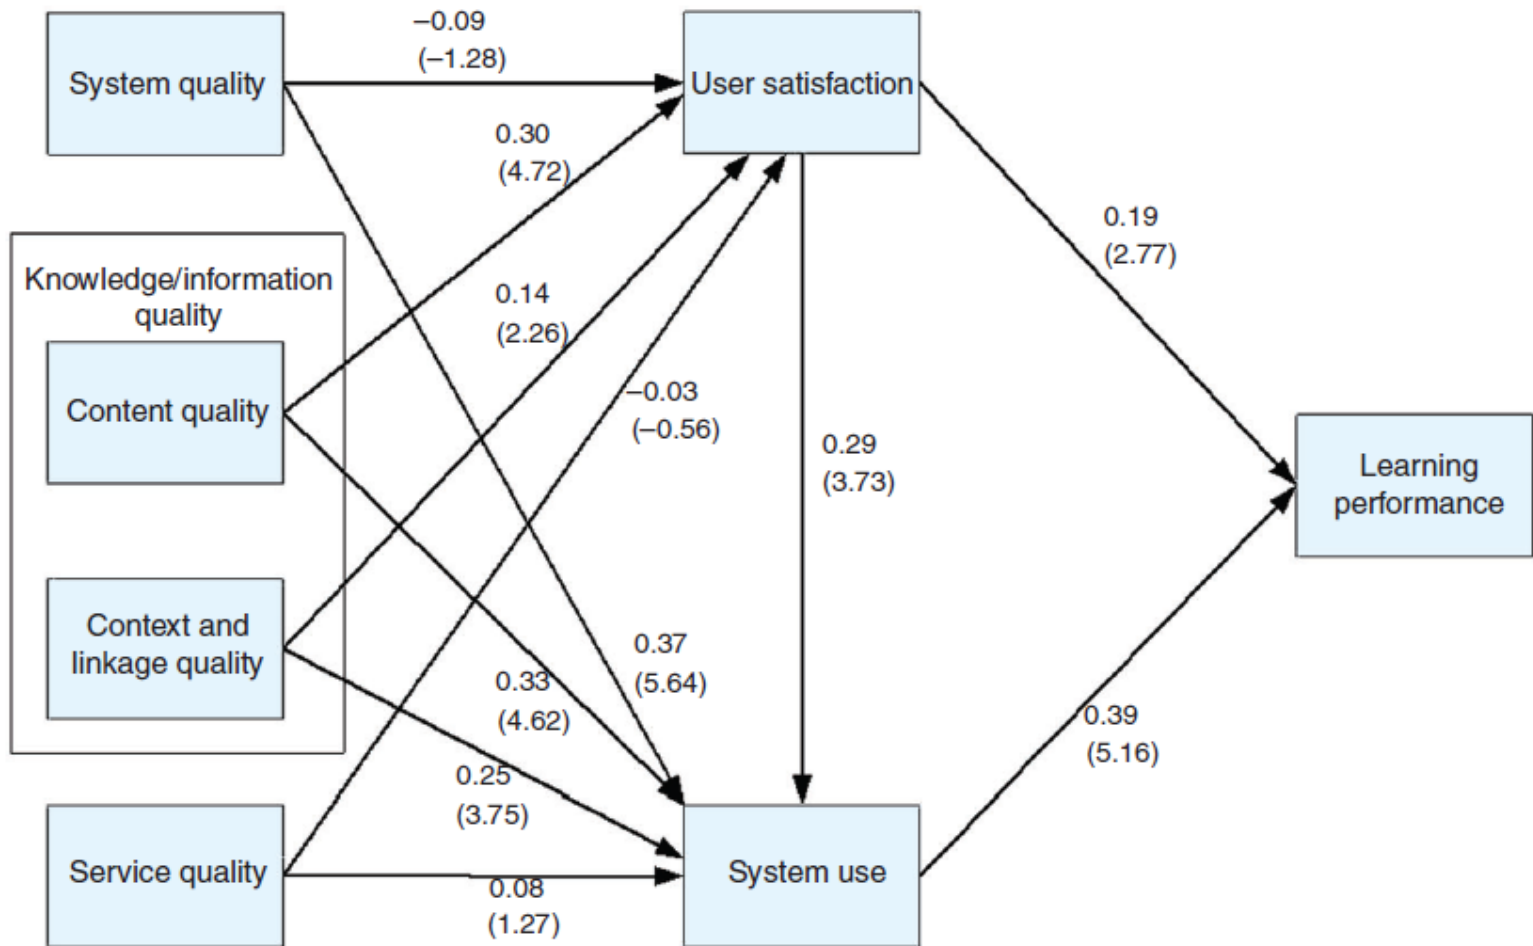 –0.09
(–1.28)
System quality
User satisfaction
0.30
(4.72)
0.19
(2.77)
Knowledge/information
quality
0.14
(2.26)
Content quality
–0.03
(–0.56)
0.29
(3.73)
Learning
performance
Context and
linkage quality
0.37
(5.64)
0.33
(4.62)
0.39
(5.16)
0.25
(3.75)
Service quality
0.08
(1.27)
System use